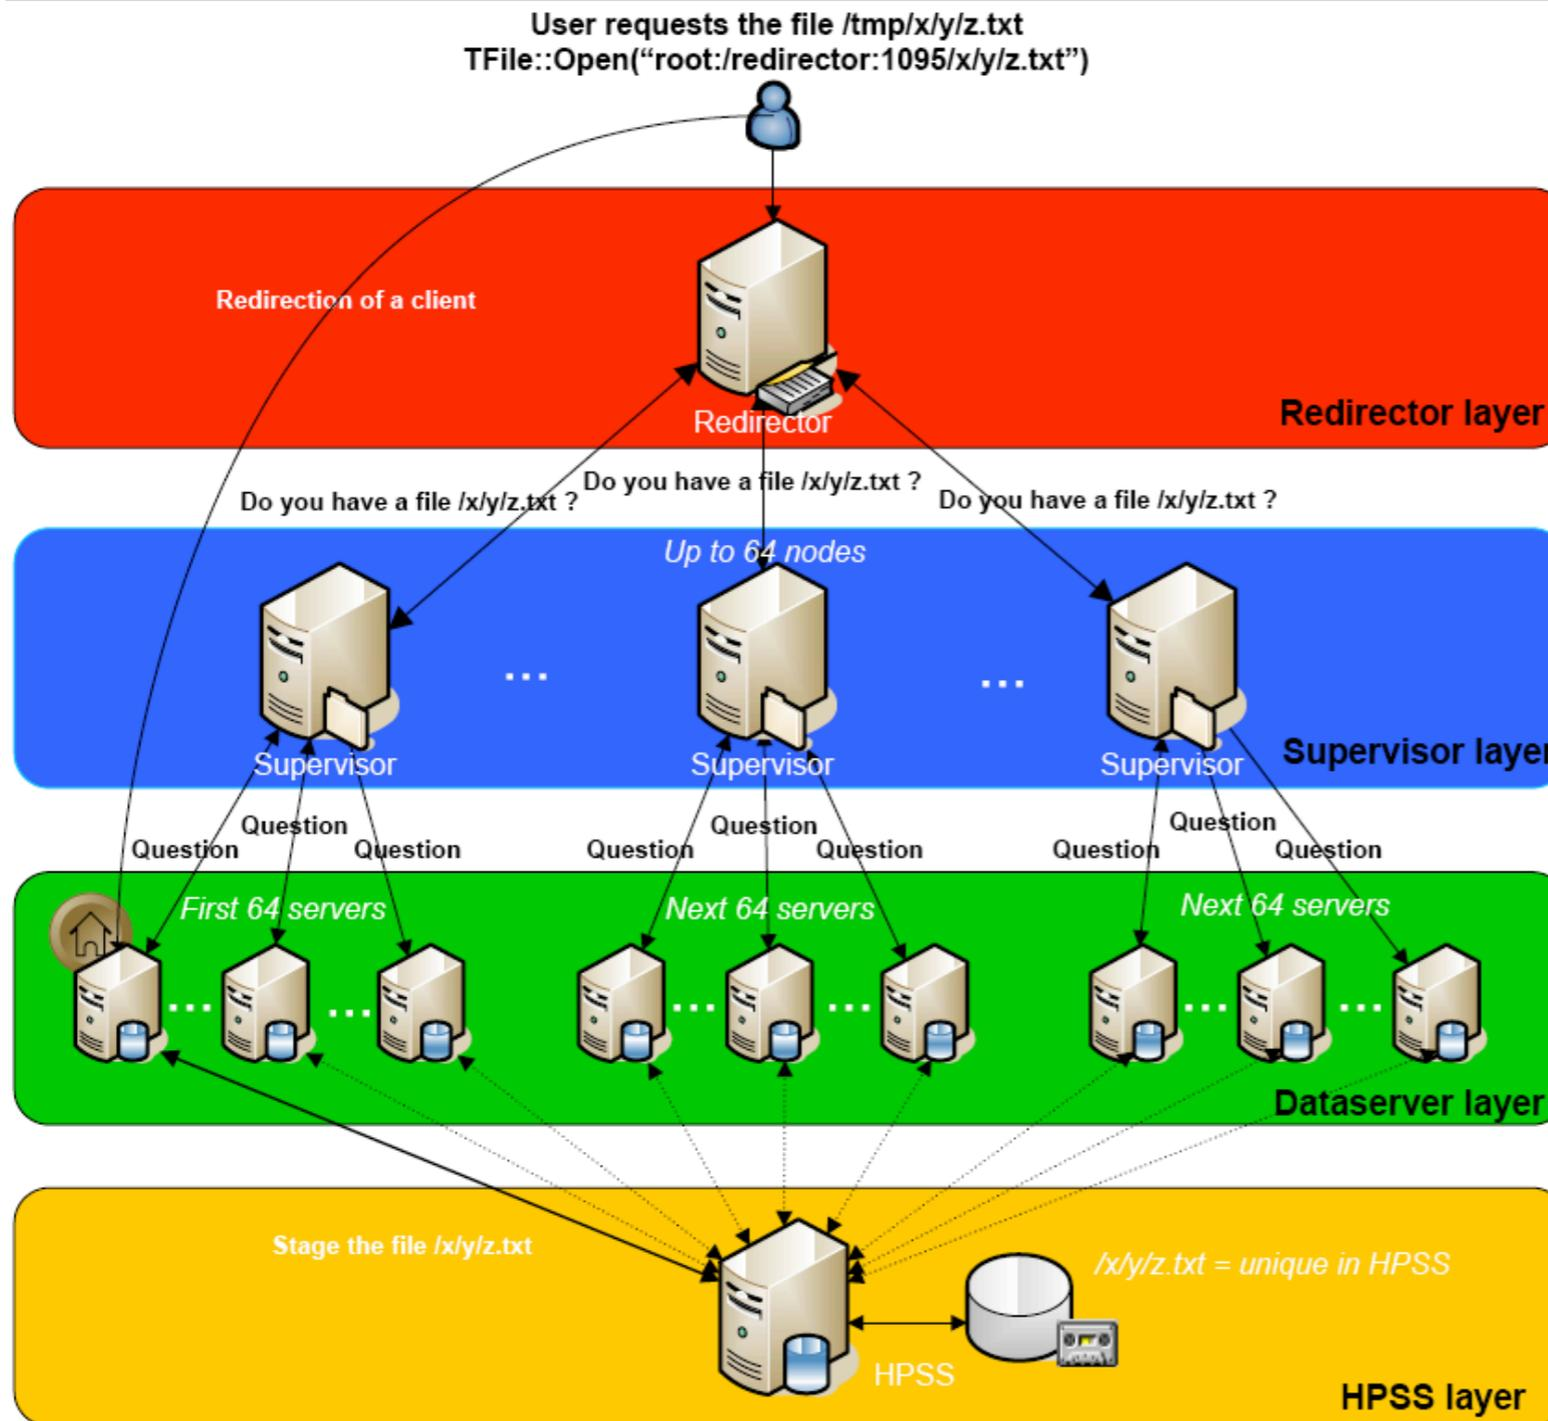 User requests the file /tmp/x/y/z.txt
TFile::Open(“root:/redirector:1095/x/y/z.txt”)
Redirection of a client
Redirector
Redirector layer
Do you have a file /x/y/z.txt ?
Do you have a file /x/y/z.txt ?
Do you have a file /x/y/z.txt ?
Up to 64 nodes
...
...
Supervisor
Supervisor
Supervisor
Supervisor layer
Question
Question
Question
Question
Question
Question
Question
Question
Question
First 64 servers
Next 64 servers
Next 64 servers
...
...
...
...
...
...
Dataserver layer
Stage the file /x/y/z.txt
/x/y/z.txt = unique in HPSS
HPSS
HPSS layer